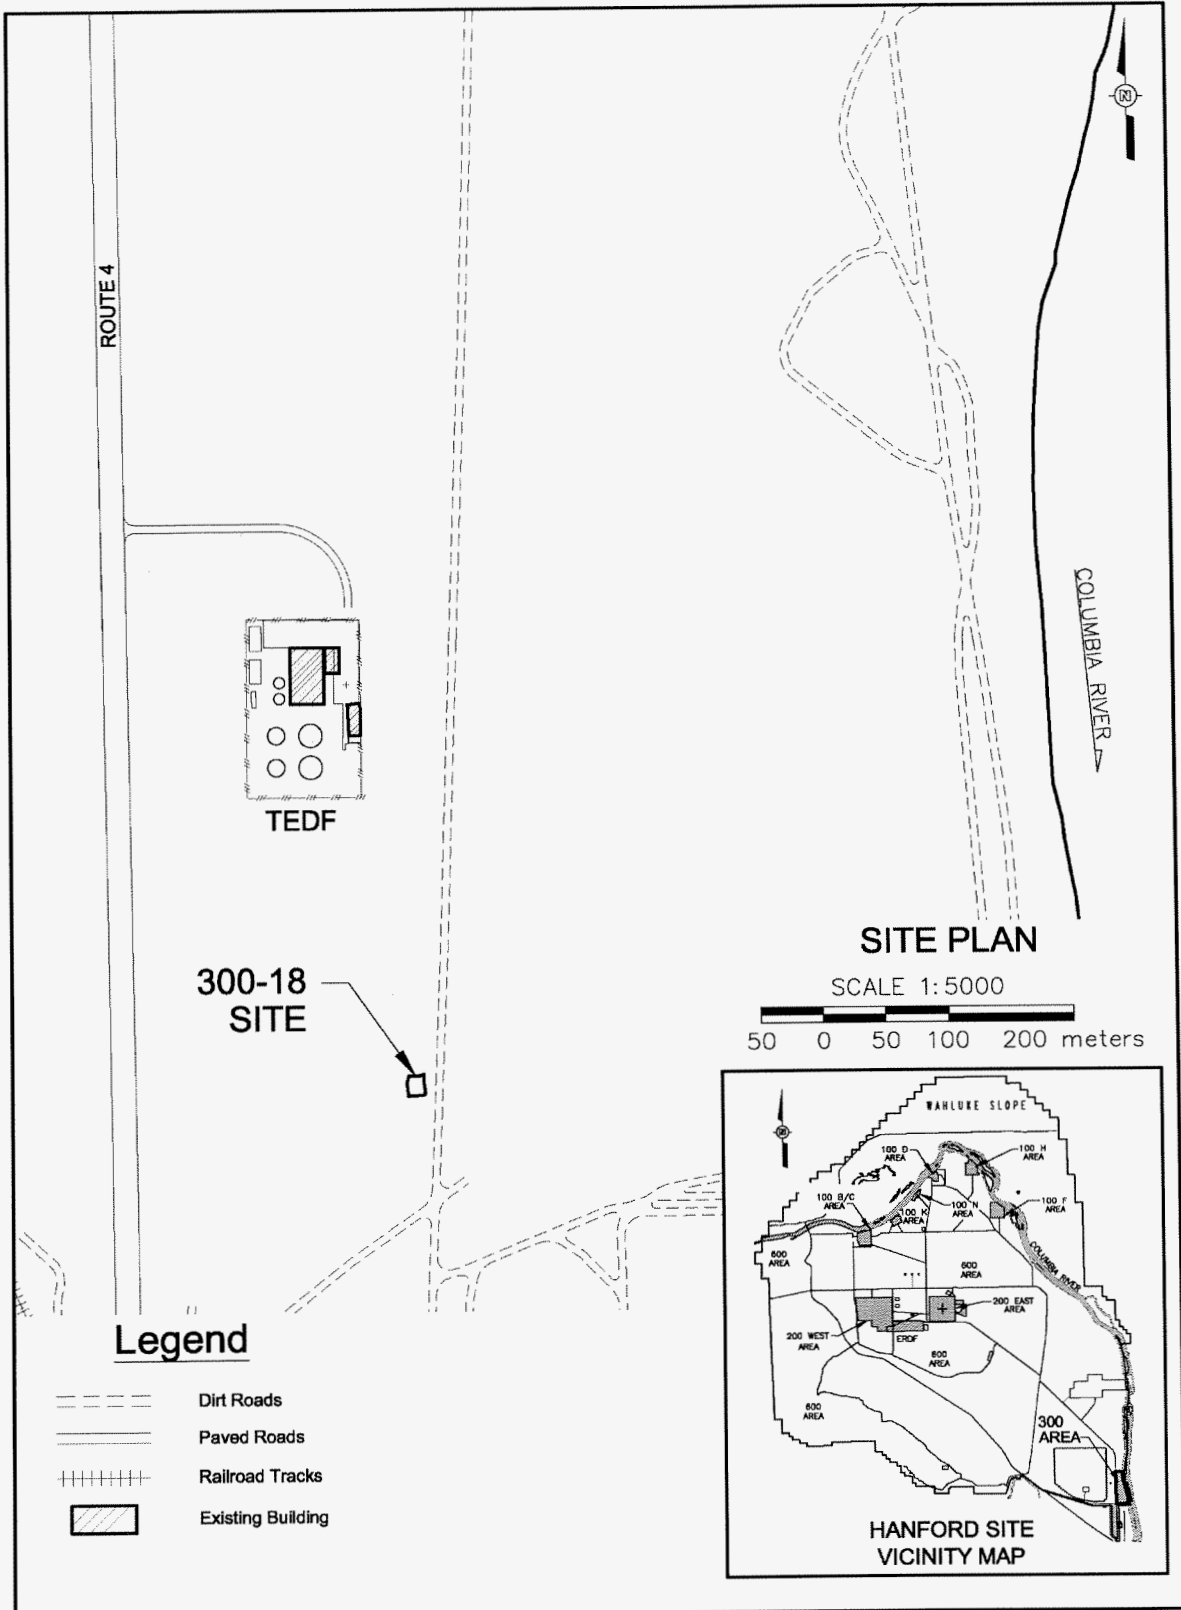 N
ROUTE 4
COLUMBIA RIVER
TEDF
300-18
SITE
SITE PLAN
SCALE 1:5000
50 0 50 100 200 meters
WAHLUKE SLOPE
100 D
AREA
100 H
AREA
100 B/C
AREA
100 K
AREA
100 N
AREA
100 F
AREA
600
AREA
600
AREA
COLUMBIA RIVER
200 EAST
AREA
200 WEST
AREA
ERDF
600
AREA
600
AREA
300
AREA
HANFORD SITE
VICINITY MAP
Legend
Dirt Roads
Paved Roads
Railroad Tracks
Existing Building